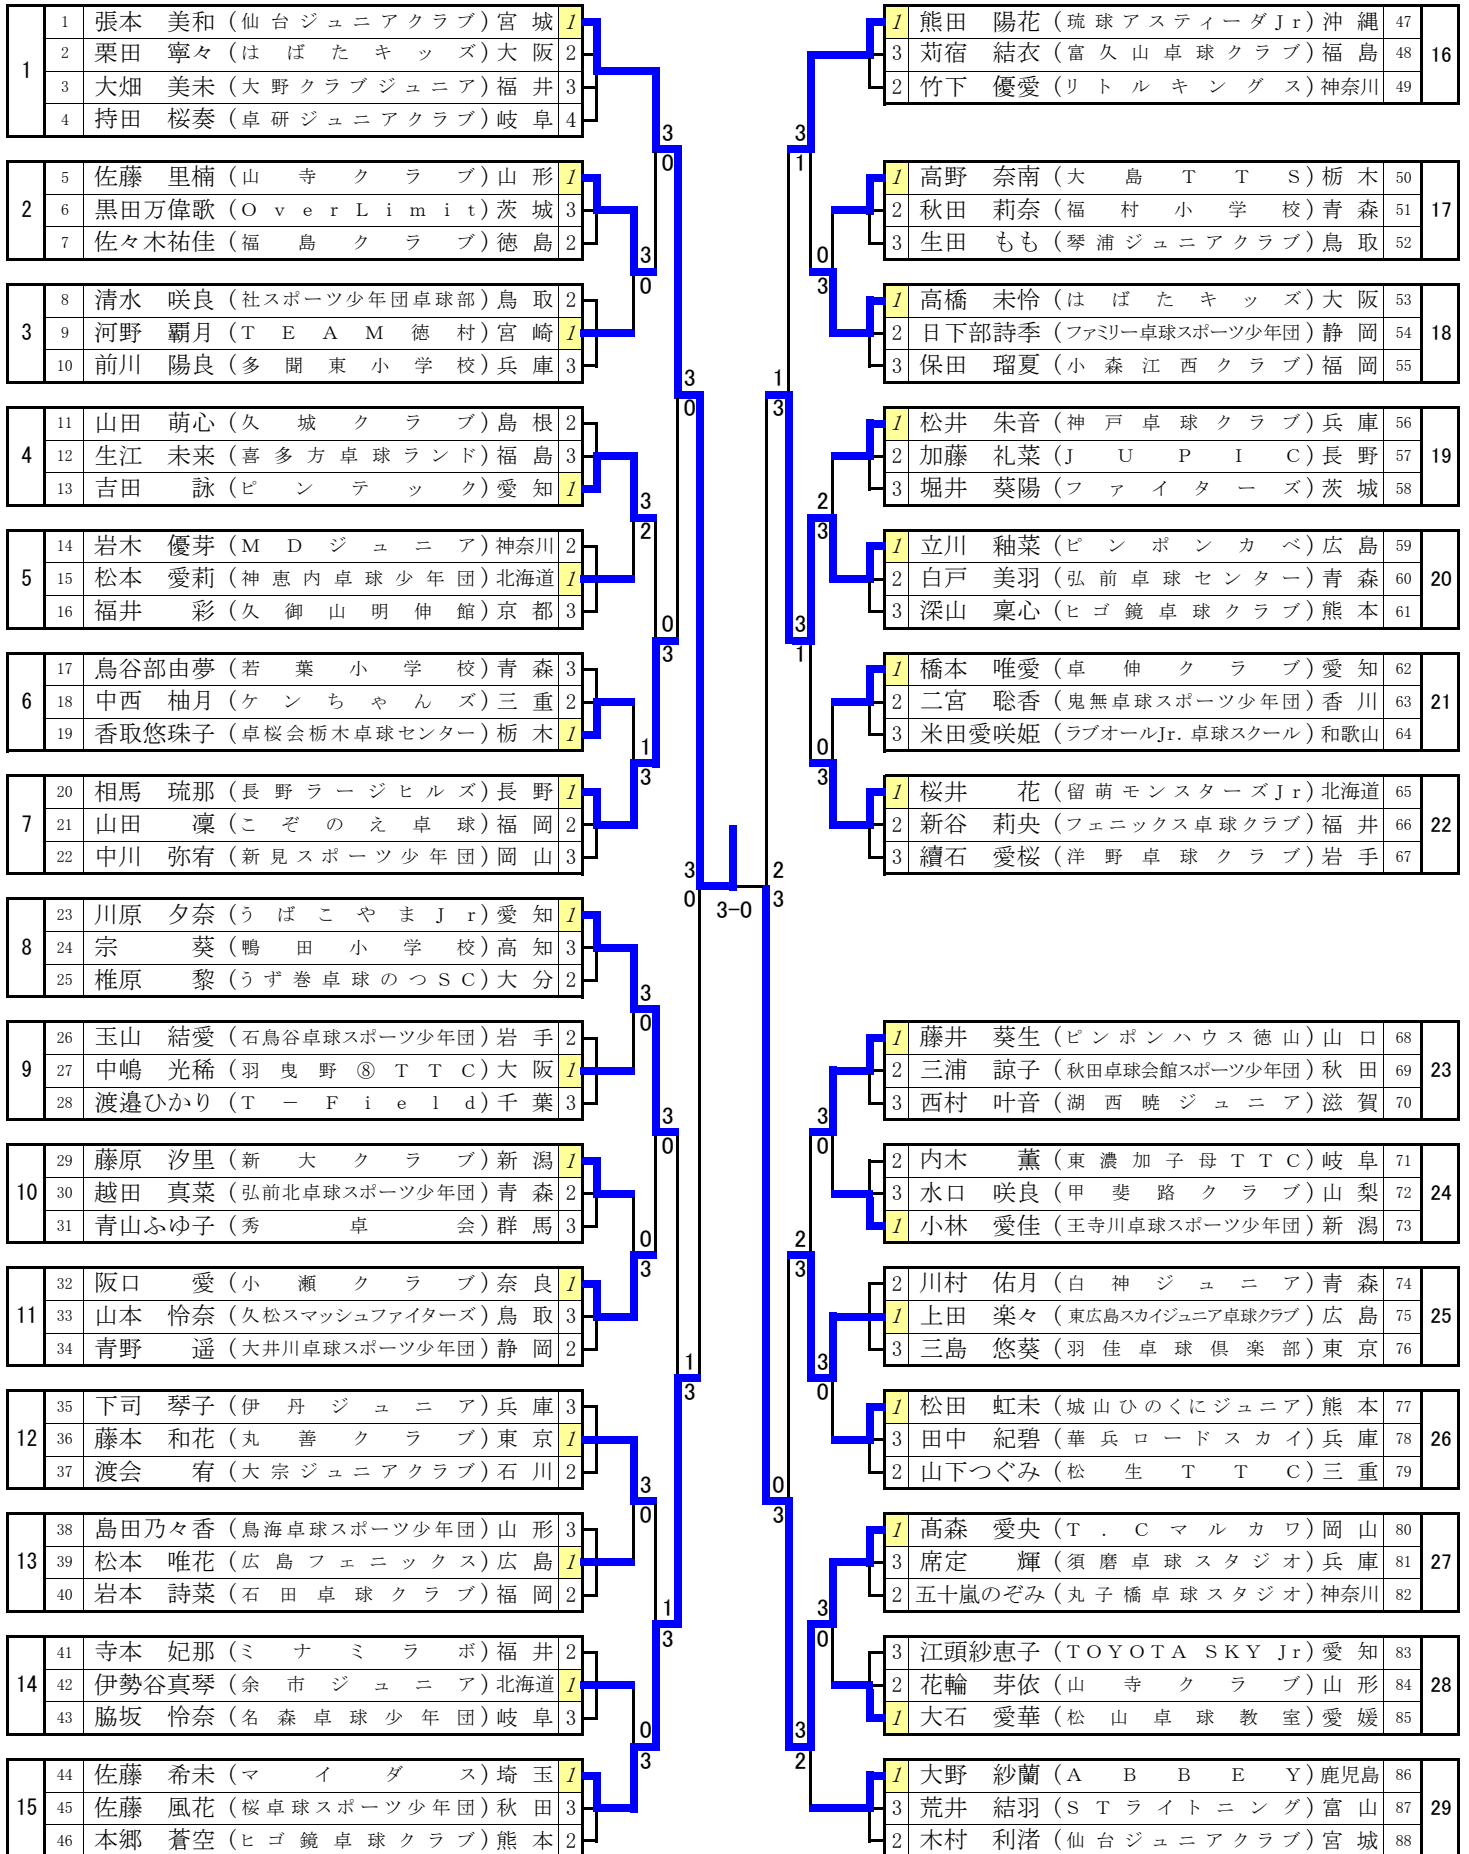 1 張本 美和 (仙台ジュニアクラブ) 宮城 1
2 栗田 寧々 (はばたキッズ) 大阪 2
1
3 大畑 美未 (大野クラブジュニア) 福井 3
4 持田 桜奏 (卓研ジュニアクラブ) 岐阜 4
3
0
5 佐藤 里楠 (山寺クラブ) 山形 1
2 6 黒田万偉歌 (OverLimit) 茨城 3
7 佐々木祐佳 (福島クラブ) 徳島 2
3
0
8 清水 咲良 (社スポーツ少年団卓球部) 鳥取 2
3 9 河野 覇月 (TEAM徳村) 宮崎 1
10 前川 陽良 (多聞東小学校) 兵庫 3
3
0
11 山田 萌心 (久城クラブ) 島根 2
4 12 生江 未来 (喜多方卓球ランド) 福島 3
13 吉田 詠 (ピンテック) 愛知 1
3
2
14 岩木 優芽 (MDジュニア) 神奈川 2
5 15 松本 愛莉 (神恵内卓球少年団) 北海道 1
16 福井 彩 (久御山明伸館) 京都 3
0
3
17 鳥谷部由夢 (若葉小学校) 青森 3
6 18 中西 柚月 (ケンちゃんズ) 三重 2
19 香取悠珠子 (卓桜会栃木卓球センター) 栃木 1
1
3
20 相馬 琉那 (長野ラージヒルズ) 長野 1
7 21 山田 凜 (こぞのえ卓球) 福岡 2
22 中川 弥宥 (新見スポーツ少年団) 岡山 3
3
0
23 川原 夕奈 (うばこやまJr) 愛知 1
8 24 宗 葵 (鴨田小学校) 高知 3
25 椎原 黎 (うず巻卓球のつSC) 大分 2
3
0
26 玉山 結愛 (石鳥谷卓球スポーツ少年団) 岩手 2
9 27 中嶋 光稀 (羽曳野⑧TTC) 大阪 1
28 渡邉ひかり (T－Field) 千葉 3
3
0
29 藤原 汐里 (新大クラブ) 新潟 1
10 30 越田 真菜 (弘前北卓球スポーツ少年団) 青森 2
31 青山ふゆ子 (秀卓会) 群馬 3
0
3
32 阪口 愛 (小瀬クラブ) 奈良 1
11 33 山本 怜奈 (久松スマッシュファイターズ) 鳥取 3
34 青野 遥 (大井川卓球スポーツ少年団) 静岡 2
1
3
35 下司 琴子 (伊丹ジュニア) 兵庫 3
12 36 藤本 和花 (丸善クラブ) 東京 1
37 渡会 宥 (大宗ジュニアクラブ) 石川 2
3
0
38 島田乃々香 (鳥海卓球スポーツ少年団) 山形 3
13 39 松本 唯花 (広島フェニックス) 広島 1
40 岩本 詩菜 (石田卓球クラブ) 福岡 2
1
3
41 寺本 妃那 (ミナミラボ) 福井 2
14 42 伊勢谷真琴 (余市ジュニア) 北海道 1
43 脇坂 怜奈 (名森卓球少年団) 岐阜 3
0
3
44 佐藤 希未 (マイダス) 埼玉 1
15 45 佐藤 風花 (桜卓球スポーツ少年団) 秋田 3
46 本郷 蒼空 (ヒゴ鏡卓球クラブ) 熊本 2
3-0
1 熊田 陽花 (琉球アスティーダJr) 沖縄 47
3 苅宿 結衣 (富久山卓球クラブ) 福島 48 16
2 竹下 優愛 (リトルキングス) 神奈川 49
3
1
1 高野 奈南 (大島TTS) 栃木 50
2 秋田 莉奈 (福村小学校) 青森 51 17
3 生田 もも (琴浦ジュニアクラブ) 鳥取 52
0
3
1 高橋 未怜 (はばたキッズ) 大阪 53
2 日下部詩季 (ファミリー卓球スポーツ少年団) 静岡 54 18
3 保田 瑠夏 (小森江西クラブ) 福岡 55
1
3
1 松井 朱音 (神戸卓球クラブ) 兵庫 56
2 加藤 礼菜 (JUPIC) 長野 57 19
3 堀井 葵陽 (ファイターズ) 茨城 58
2
3
1 立川 釉菜 (ピンポンカベ) 広島 59
2 白戸 美羽 (弘前卓球センター) 青森 60 20
3 深山 稟心 (ヒゴ鏡卓球クラブ) 熊本 61
3
1
1 橋本 唯愛 (卓伸クラブ) 愛知 62
2 二宮 聡香 (鬼無卓球スポーツ少年団) 香川 63 21
3 米田愛咲姫 (ラブオールJr.卓球スクール) 和歌山 64
0
3
1 桜井 花 (留萌モンスターズJr) 北海道 65
2 新谷 莉央 (フェニックス卓球クラブ) 福井 66 22
3 續石 愛桜 (洋野卓球クラブ) 岩手 67
2
3
1 藤井 葵生 (ピンポンハウス徳山) 山口 68
2 三浦 諒子 (秋田卓球会館スポーツ少年団) 秋田 69 23
3 西村 叶音 (湖西暁ジュニア) 滋賀 70
3
0
2 内木 薫 (東濃加子母TTC) 岐阜 71
3 水口 咲良 (甲斐路クラブ) 山梨 72 24
1 小林 愛佳 (王寺川卓球スポーツ少年団) 新潟 73
2
3
2 川村 佑月 (白神ジュニア) 青森 74
1 上田 楽々 (東広島スカイジュニア卓球クラブ) 広島 75 25
3 三島 悠葵 (羽佳卓球倶楽部) 東京 76
3
0
1 松田 虹未 (城山ひのくにジュニア) 熊本 77
3 田中 紀碧 (華兵ロードスカイ) 兵庫 78 26
2 山下つぐみ (松生TTC) 三重 79
0
3
1 髙森 愛央 (T.Cマルカワ) 岡山 80
3 席定 輝 (須磨卓球スタジオ) 兵庫 81 27
2 五十嵐のぞみ (丸子橋卓球スタジオ) 神奈川 82
3
0
3 江頭紗恵子 (TOYOTA SKY Jr) 愛知 83
2 花輪 芽依 (山寺クラブ) 山形 84 28
1 大石 愛華 (松山卓球教室) 愛媛 85
3
2
1 大野 紗蘭 (ABBEY) 鹿児島 86
3 荒井 結羽 (STライトニング) 富山 87 29
2 木村 利渚 (仙台ジュニアクラブ) 宮城 88